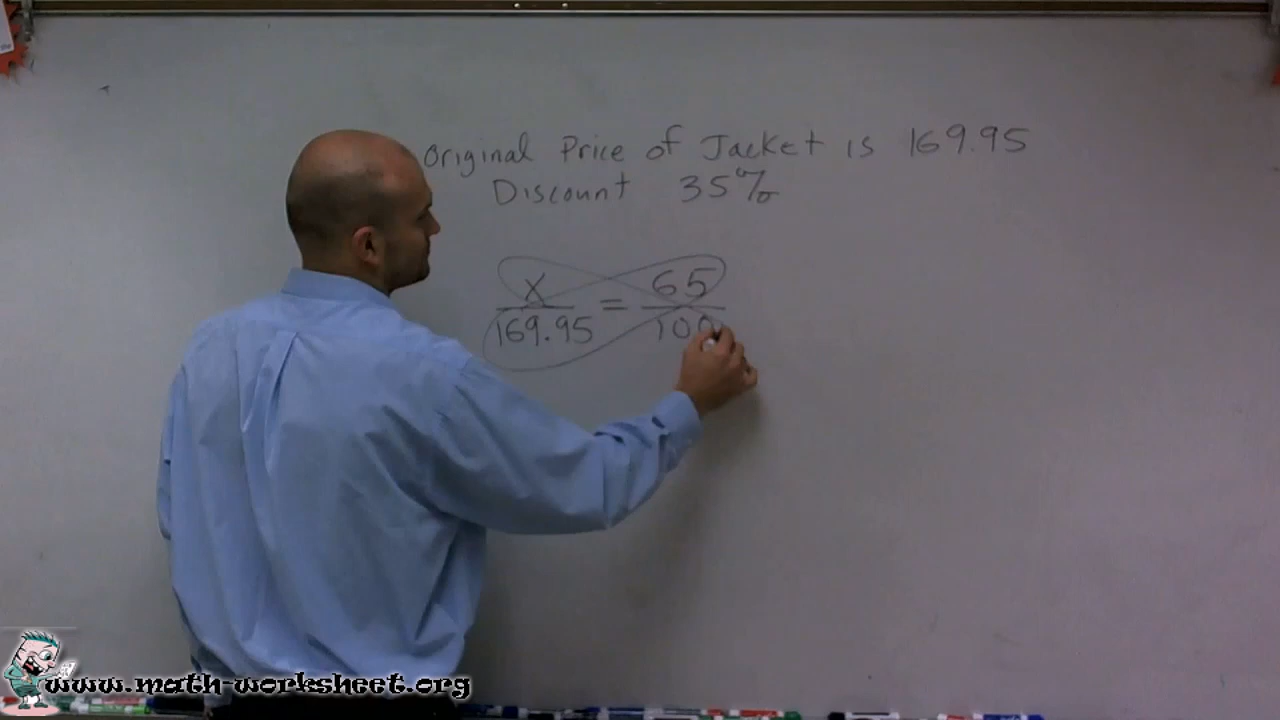 Original Price of Jacket is 169.95
Discount 35%
x = 65
169.95 100
www.math-worksheet.org